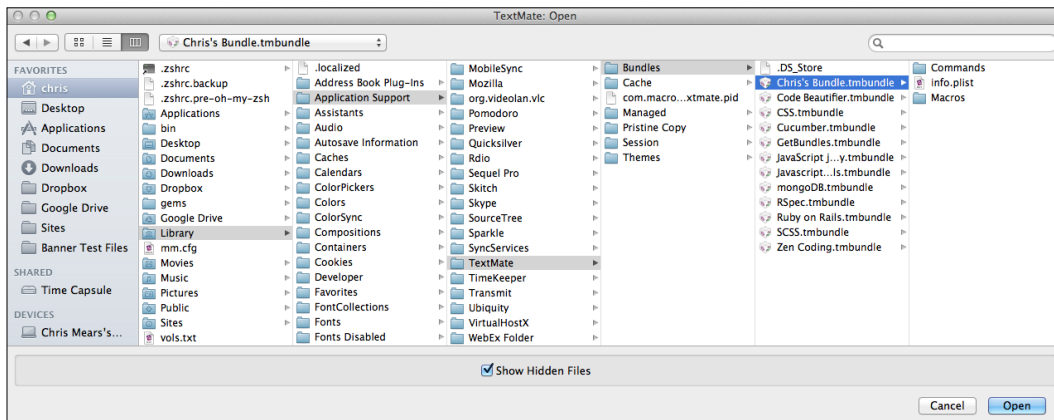 TextMate: Open
Chris's Bundle.tmbundle
FAVORITES
chris
Desktop
Applications
Documents
Downloads
Dropbox
Google Drive
Sites
Banner Test Files
SHARED
Time Capsule
DEVICES
Chris Mears's...
.zshrc
.zshrc.backup
.zshrc.pre-oh-my-zsh
Applications
bin
Desktop
Documents
Downloads
Dropbox
gems
Google Drive
Library
mm.cfg
Movies
Music
Pictures
Public
Sites
vols.txt
.localized
Address Book Plug-Ins
Application Support
Assistants
Audio
Autosave Information
Caches
Calendars
ColorPickers
Colors
ColorSync
Compositions
Containers
Cookies
Developer
Favorites
FontCollections
Fonts
Fonts Disabled
MobileSync
Mozilla
org.videolan.vlc
Pomodoro
Preview
Quicksilver
Rdio
Sequel Pro
Skitch
Skype
SourceTree
Sparkle
SyncServices
TextMate
TimeKeeper
Transmit
Ubiquity
VirtualHostX
WebEx Folder
Bundles
Cache
com.macro...xtmate.pid
Managed
Pristine Copy
Session
Themes
.DS_Store
Chris's Bundle.tmbundle
Code Beautifier.tmbundle
CSS.tmbundle
Cucumber.tmbundle
GetBundles.tmbundle
JavaScript j...y.tmbundle
Javascript...ls.tmbundle
mongoDB.tmbundle
RSpec.tmbundle
Ruby on Rails.tmbundle
SCSS.tmbundle
Zen Coding.tmbundle
Commands
info.plist
Macros
Show Hidden Files
Cancel
Open